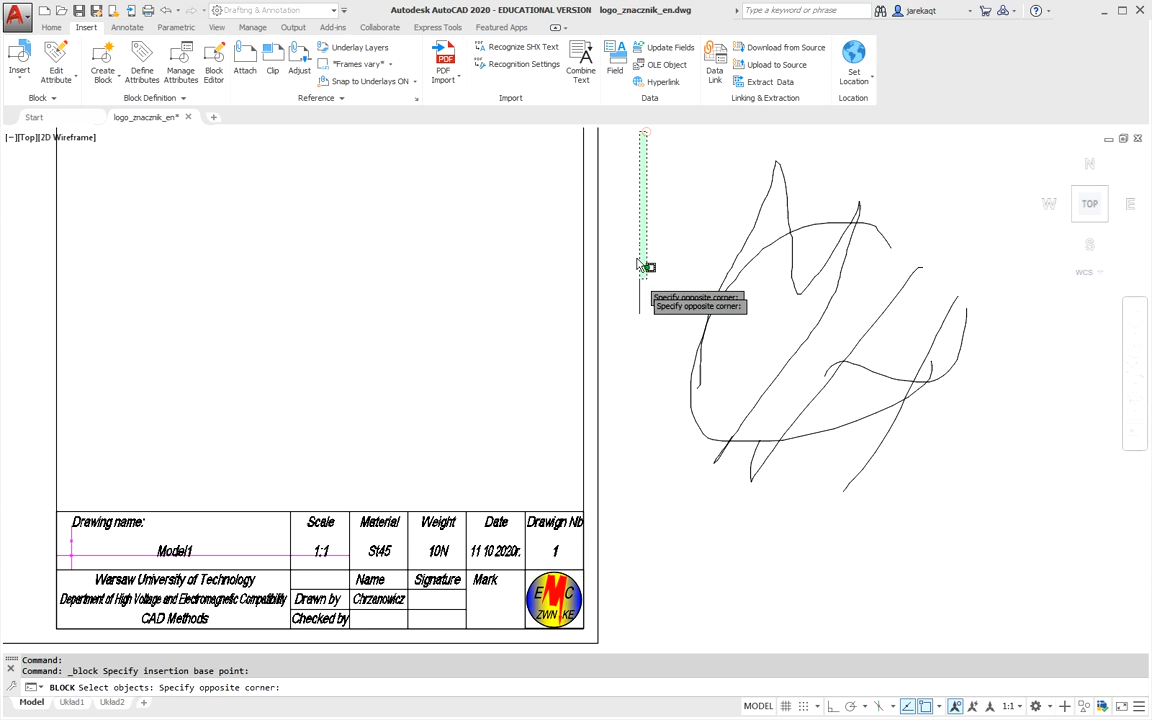 Drafting & Annotation
Autodesk AutoCAD 2020 - EDUCATIONAL VERSION logo_znacznik_en.dwg
Type a keyword or phrase
jarekaqt
Home Insert Annotate Parametric View Manage Output Add-ins Collaborate Express Tools Featured Apps
Insert
Edit Attribute
Create Block
Define Attributes
Manage Attributes
Block Editor
Attach
Clip
Adjust
Underlay Layers
*Frames vary*
Snap to Underlays ON
PDF
PDF Import
Recognize SHX Text
Recognition Settings
Combine Text
Field
Update Fields
OLE Object
Hyperlink
Data Link
Download from Source
Upload to Source
Extract Data
Set Location
Block Block Definition Reference Import Data Linking & Extraction Location
Start logo_znacznik_en*
[−][Top][2D Wireframe]
N
W TOP E
S
WCS
Specify opposite corner:
Specify opposite corner:
Drawing name: Scale Material Weight Date Drawign Nb
Model1 1:1 St45 10N 11 10 2020r. 1
Warsaw University of Technology Name Signature Mark
Department of High Voltage and Electromagnetic Compatibility Drawn by Chrzanowicz
CAD Methods Checked by
E M C
ZWN KE
Command:
Command: _block Specify insertion base point:
BLOCK Select objects: Specify opposite corner:
Model Układ1 Układ2
MODEL 1:1